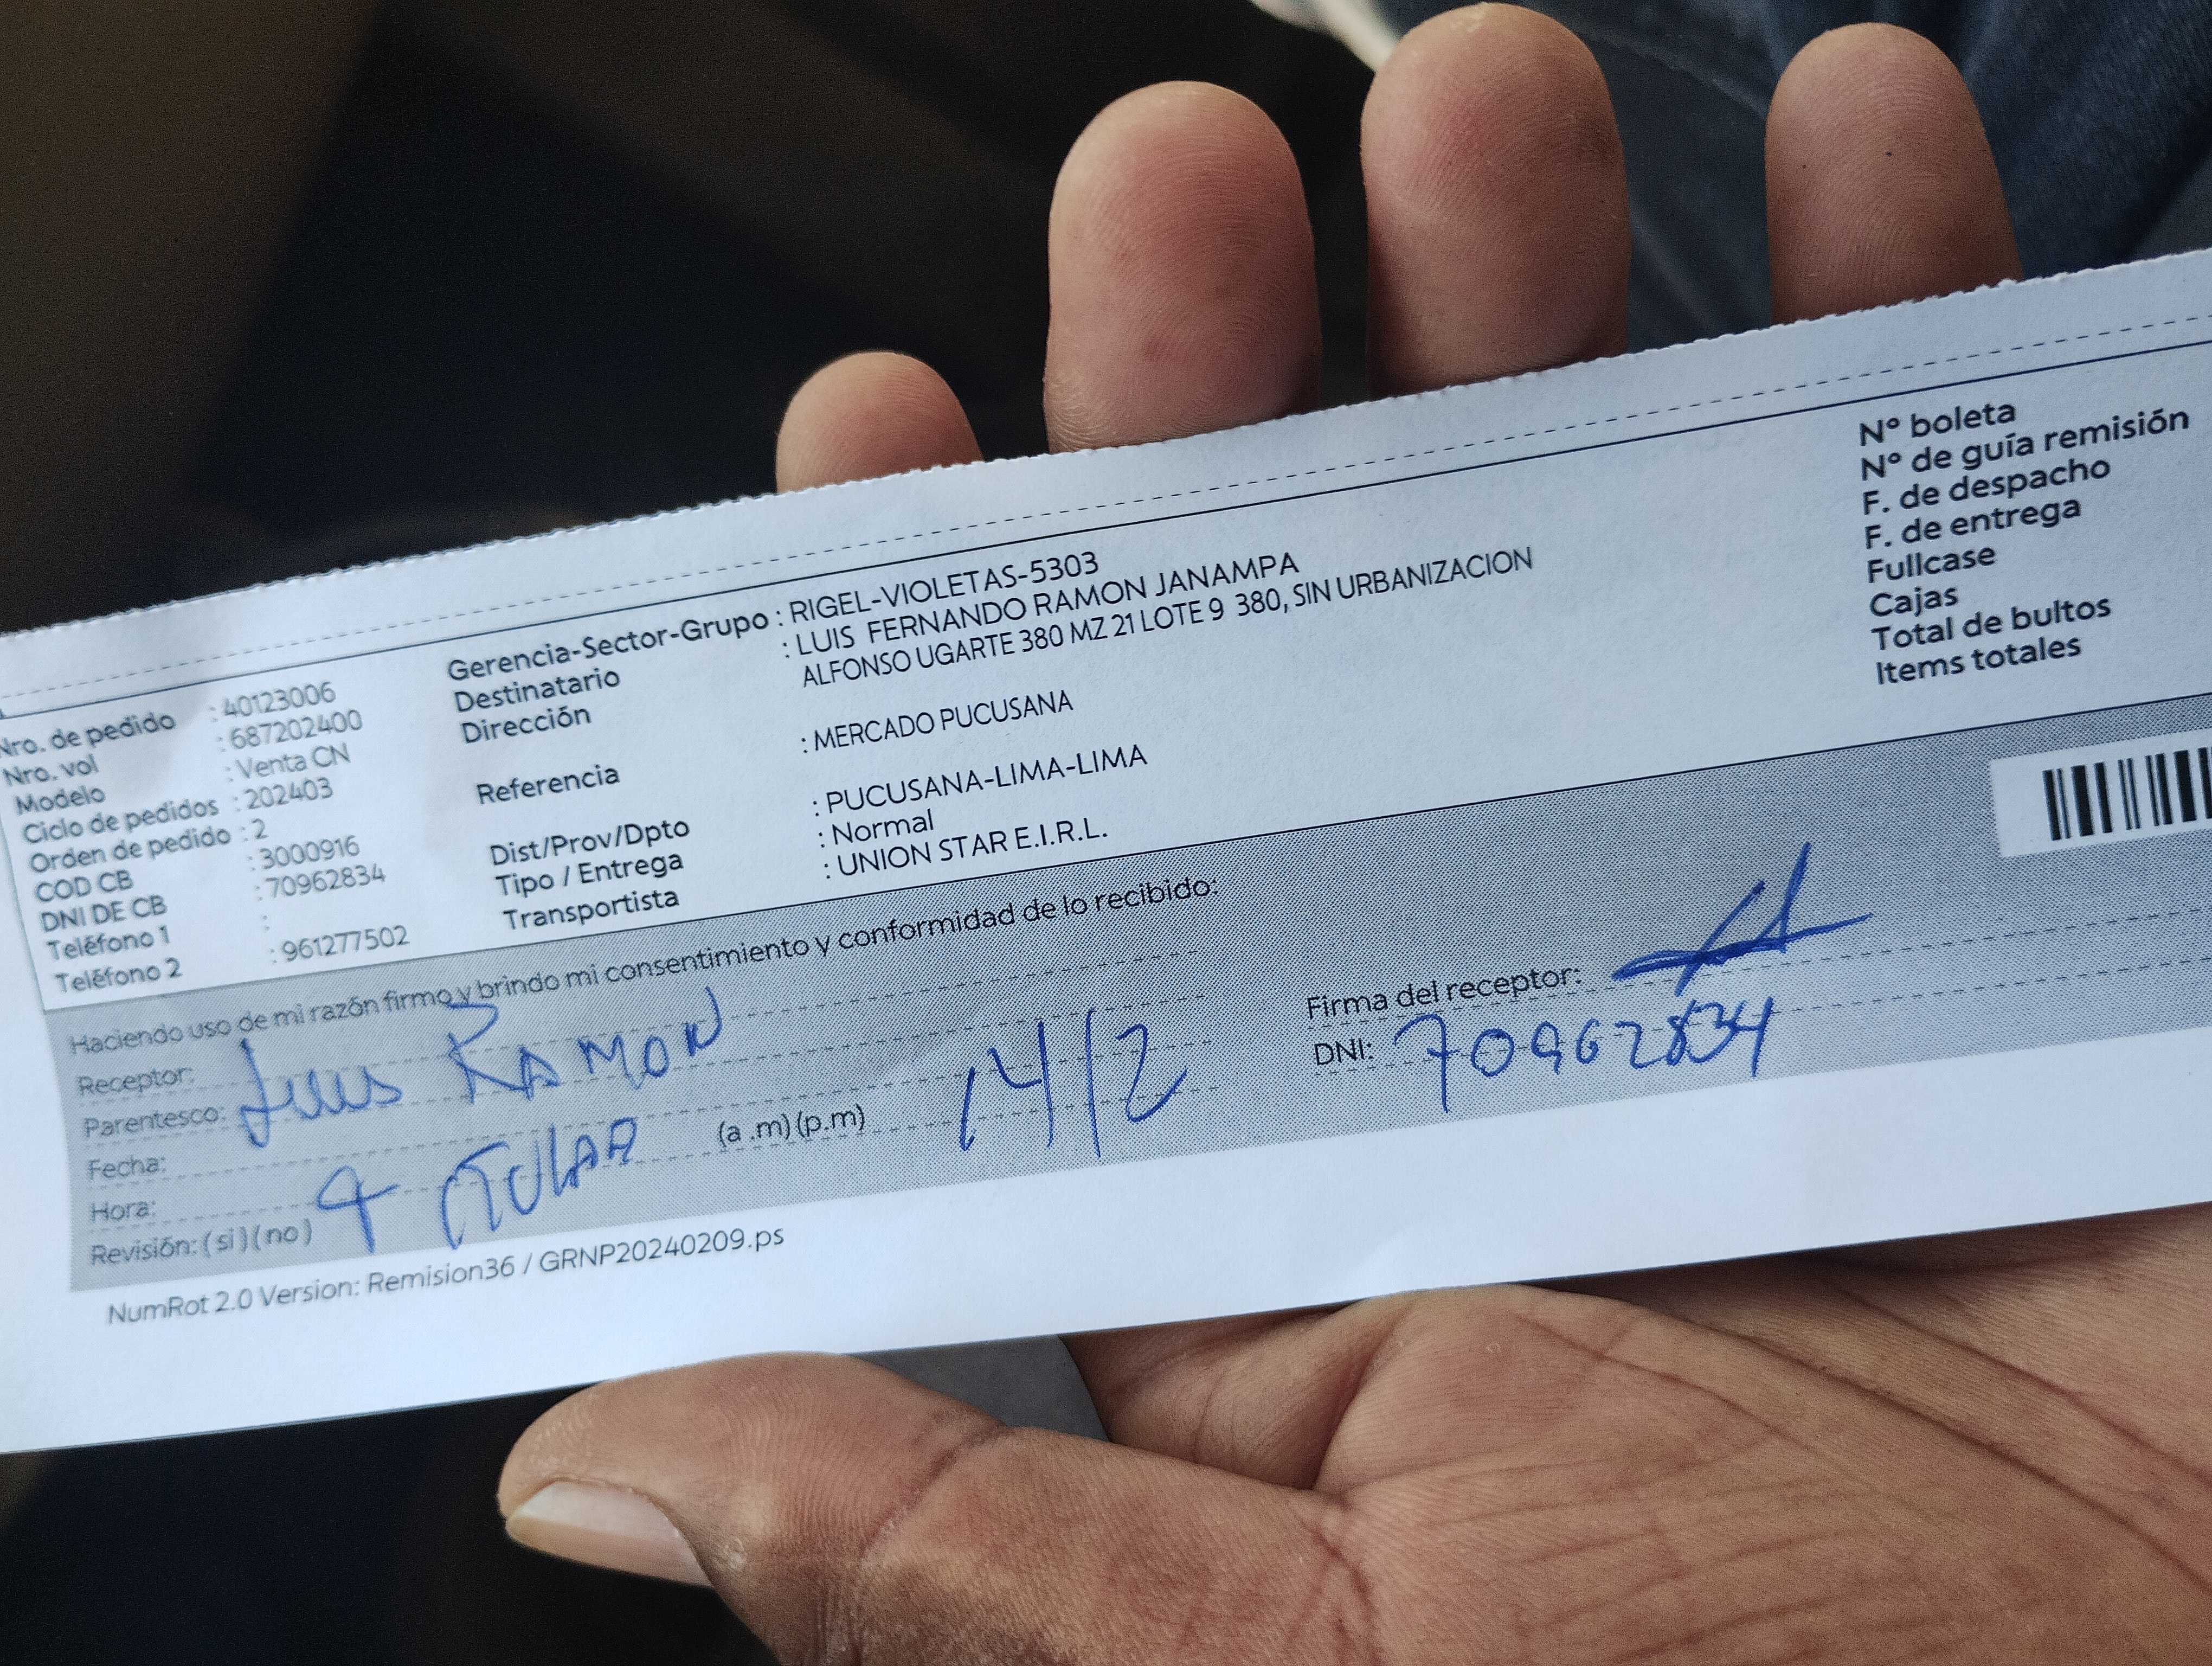 Nro. de pedido : 40123006
Nro. vol : 687202400
Modelo : Venta CN
Ciclo de pedidos : 202403
Orden de pedido : 2
COD CB : 3000916
DNI DE CB : 70962834
Teléfono 1 :
Teléfono 2 : 961277502
Gerencia-Sector-Grupo : RIGEL-VIOLETAS-5303
Destinatario : LUIS FERNANDO RAMON JANAMPA
Dirección ALFONSO UGARTE 380 MZ 21 LOTE 9 380, SIN URBANIZACION
Referencia : MERCADO PUCUSANA
Dist/Prov/Dpto : PUCUSANA-LIMA-LIMA
Tipo / Entrega : Normal
Transportista : UNION STAR E.I.R.L.
N° boleta
N° de guía remisión
F. de despacho
F. de entrega
Fullcase
Cajas
Total de bultos
Items totales
Haciendo uso de mi razón firmo y brindo mi consentimiento y conformidad de lo recibido:
Receptor: Luis RAMON
Parentesco:
Fecha:
Hora: (a .m)(p.m) 14/2
Revisión: (si)(no)
Firma del receptor:
DNI: 70962834
NumRot 2.0 Version: Remision36 / GRNP20240209.ps